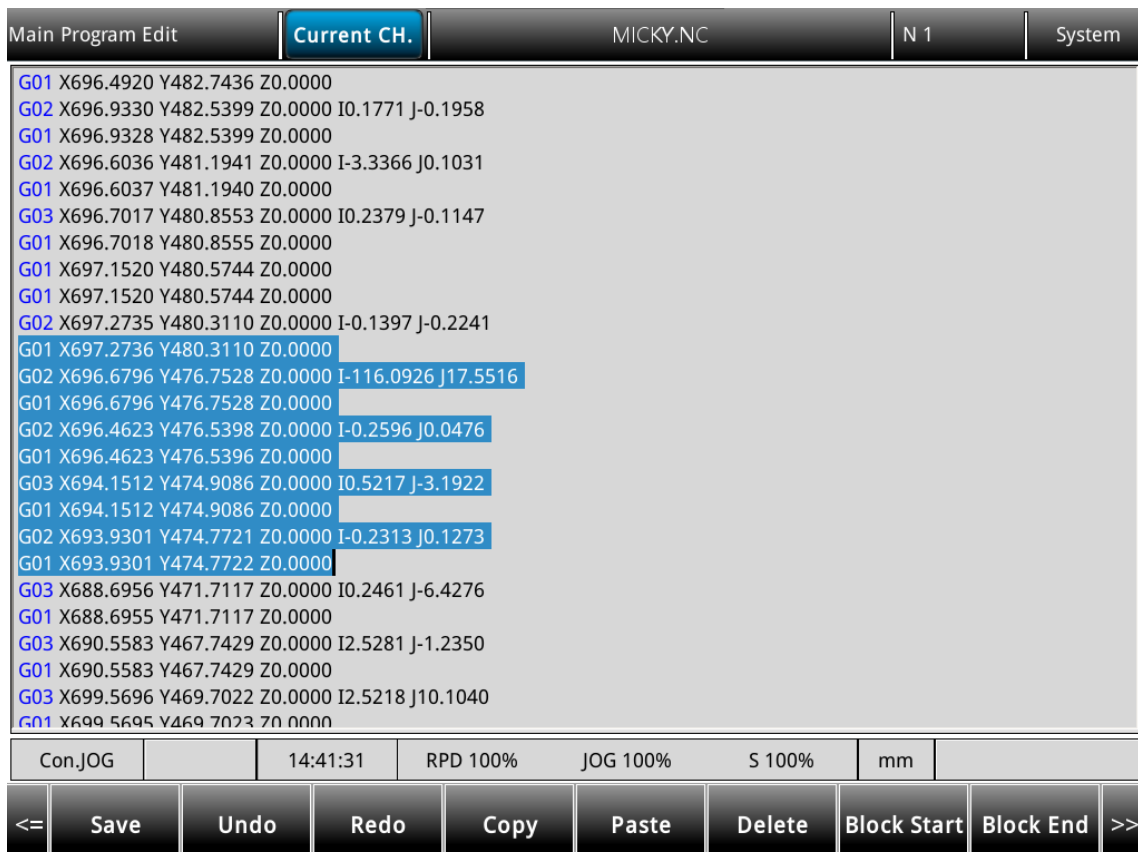 Main Program Edit Current CH. MICKY.NC N 1 System
G01 X696.4920 Y482.7436 Z0.0000
G02 X696.9330 Y482.5399 Z0.0000 I0.1771 J-0.1958
G01 X696.9328 Y482.5399 Z0.0000
G02 X696.6036 Y481.1941 Z0.0000 I-3.3366 J0.1031
G01 X696.6037 Y481.1940 Z0.0000
G03 X696.7017 Y480.8553 Z0.0000 I0.2379 J-0.1147
G01 X696.7018 Y480.8555 Z0.0000
G01 X697.1520 Y480.5744 Z0.0000
G01 X697.1520 Y480.5744 Z0.0000
G02 X697.2735 Y480.3110 Z0.0000 I-0.1397 J-0.2241
G01 X697.2736 Y480.3110 Z0.0000
G02 X696.6796 Y476.7528 Z0.0000 I-116.0926 J17.5516
G01 X696.6796 Y476.7528 Z0.0000
G02 X696.4623 Y476.5398 Z0.0000 I-0.2596 J0.0476
G01 X696.4623 Y476.5396 Z0.0000
G03 X694.1512 Y474.9086 Z0.0000 I0.5217 J-3.1922
G01 X694.1512 Y474.9086 Z0.0000
G02 X693.9301 Y474.7721 Z0.0000 I-0.2313 J0.1273
G01 X693.9301 Y474.7722 Z0.0000
G03 X688.6956 Y471.7117 Z0.0000 I0.2461 J-6.4276
G01 X688.6955 Y471.7117 Z0.0000
G03 X690.5583 Y467.7429 Z0.0000 I2.5281 J-1.2350
G01 X690.5583 Y467.7429 Z0.0000
G03 X699.5696 Y469.7022 Z0.0000 I2.5218 J10.1040
G01 X699.5695 Y469.7023 Z0.0000
Con.JOG 14:41:31 RPD 100% JOG 100% S 100% mm
<= Save Undo Redo Copy Paste Delete Block Start Block End >>